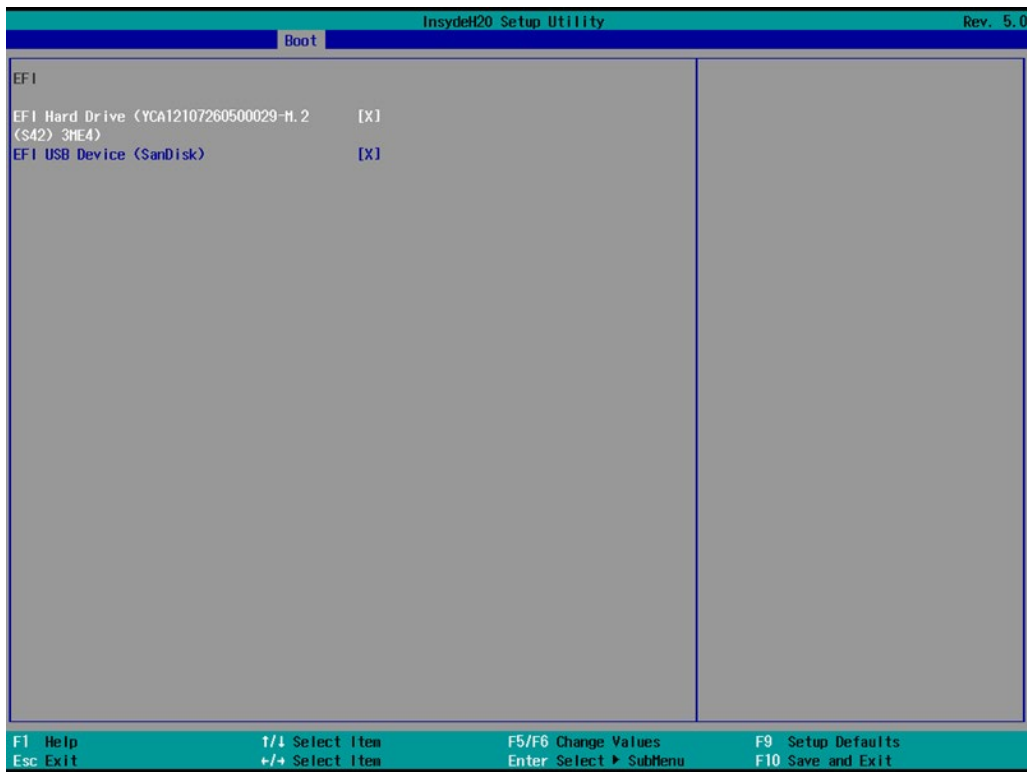 InsydeH2O Setup Utility Rev. 5.0
Boot
EFI
EFI Hard Drive (YCA12107260500029-M.2 [X]
(S42) 3ME4)
EFI USB Device (SanDisk) [X]
F1 Help ↑/↓ Select Item F5/F6 Change Values F9 Setup Defaults
Esc Exit ←/→ Select Item Enter Select ▶ SubMenu F10 Save and Exit